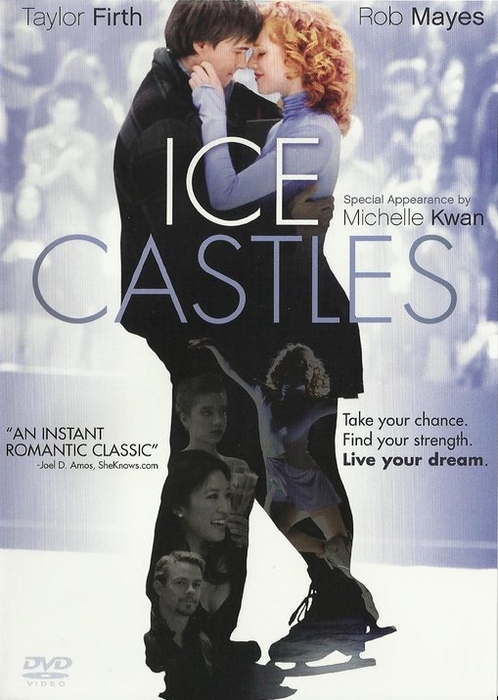 Taylor Firth
Rob Mayes
ICE
Special Appearance by
Michelle Kwan
CASTLES
"AN INSTANT
ROMANTIC CLASSIC"
-Joel D. Amos, SheKnows.com
Take your chance.
Find your strength.
Live your dream.
DVD
VIDEO